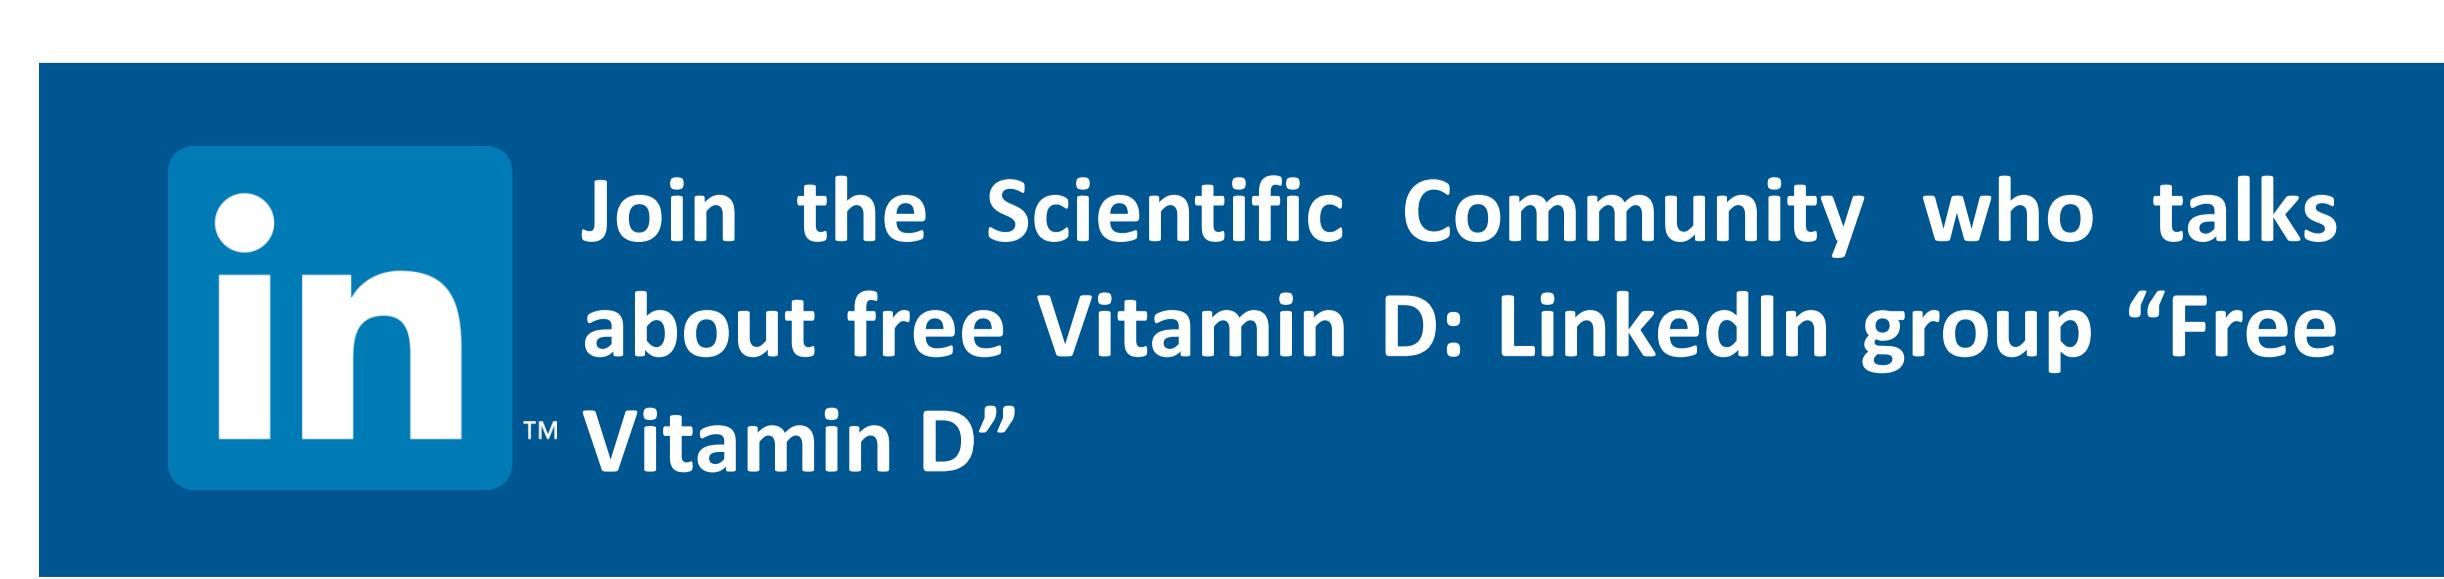 in
Join the Scientific Community who talks
about free Vitamin D: LinkedIn group “Free
™ Vitamin D”